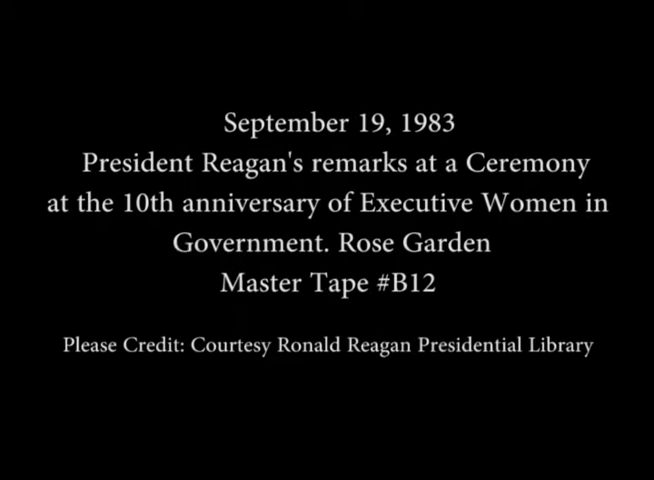 September 19, 1983
President Reagan's remarks at a Ceremony
at the 10th anniversary of Executive Women in
Government. Rose Garden
Master Tape #B12
Please Credit: Courtesy Ronald Reagan Presidential Library